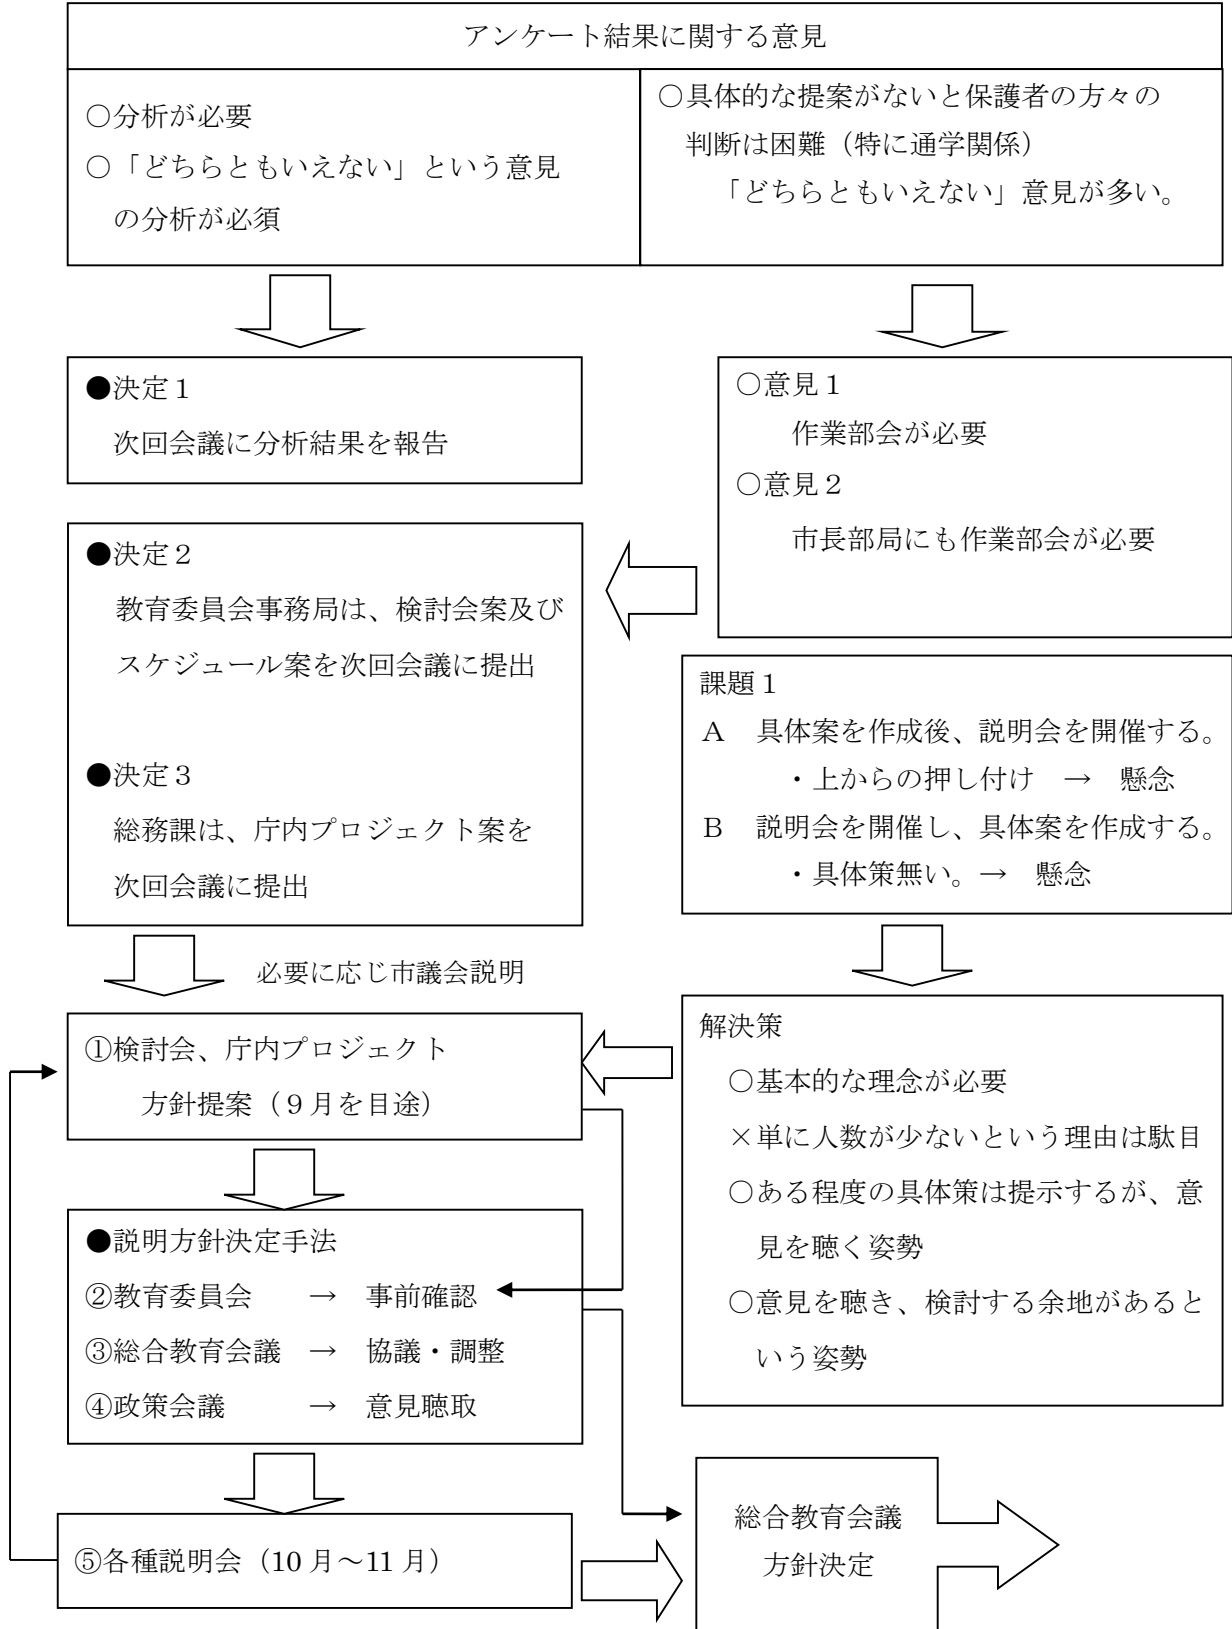 アンケート結果に関する意見
○分析が必要
○「どちらともいえない」という意見
の分析が必須
○具体的な提案がないと保護者の方々の
判断は困難（特に通学関係）
「どちらともいえない」意見が多い。
●決定１
次回会議に分析結果を報告
○意見１
作業部会が必要
○意見２
市長部局にも作業部会が必要
●決定２
教育委員会事務局は、検討会案及び
スケジュール案を次回会議に提出
●決定３
総務課は、庁内プロジェクト案を
次回会議に提出
課題１
Ａ　具体案を作成後、説明会を開催する。
・上からの押し付け　→　懸念
Ｂ　説明会を開催し、具体案を作成する。
・具体策無い。→　懸念
必要に応じ市議会説明
①検討会、庁内プロジェクト
方針提案（９月を目途）
解決策
○基本的な理念が必要
×単に人数が少ないという理由は駄目
○ある程度の具体策は提示するが、意
見を聴く姿勢
○意見を聴き、検討する余地があると
いう姿勢
●説明方針決定手法
②教育委員会　　→　事前確認
③総合教育会議　→　協議・調整
④政策会議　　　→　意見聴取
⑤各種説明会（10 月～11 月）
総合教育会議
方針決定